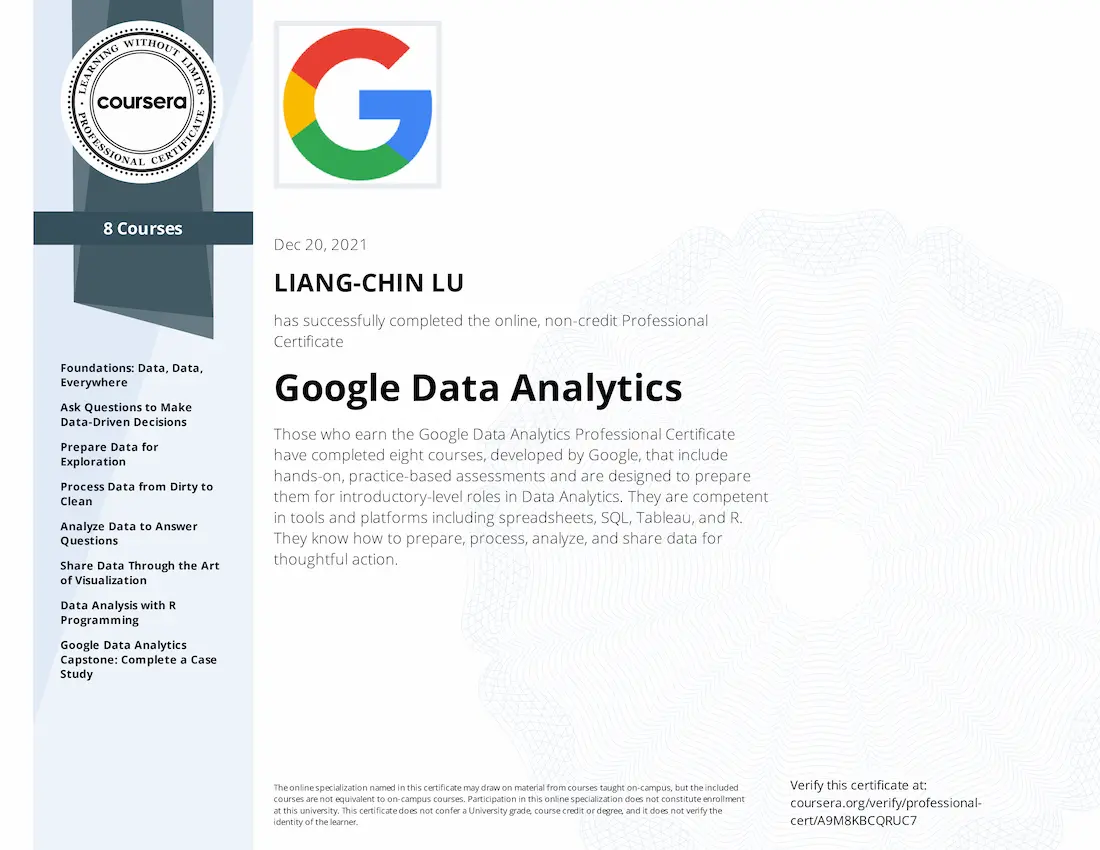 LEARNING WITHOUT LIMITS
coursera
PROFESSIONAL CERTIFICATE
8 Courses
Foundations: Data, Data,
Everywhere
Ask Questions to Make
Data-Driven Decisions
Prepare Data for
Exploration
Process Data from Dirty to
Clean
Analyze Data to Answer
Questions
Share Data Through the Art
of Visualization
Data Analysis with R
Programming
Google Data Analytics
Capstone: Complete a Case
Study
Dec 20, 2021
LIANG-CHIN LU
has successfully completed the online, non-credit Professional
Certificate
Google Data Analytics
Those who earn the Google Data Analytics Professional Certificate
have completed eight courses, developed by Google, that include
hands-on, practice-based assessments and are designed to prepare
them for introductory-level roles in Data Analytics. They are competent
in tools and platforms including spreadsheets, SQL, Tableau, and R.
They know how to prepare, process, analyze, and share data for
thoughtful action.
The online specialization named in this certificate may draw on material from courses taught on-campus, but the included
courses are not equivalent to on-campus courses. Participation in this online specialization does not constitute enrollment
at this university. This certificate does not confer a University grade, course credit or degree, and it does not verify the
identity of the learner.
Verify this certificate at:
coursera.org/verify/professional-
cert/A9M8KBCQRUC7